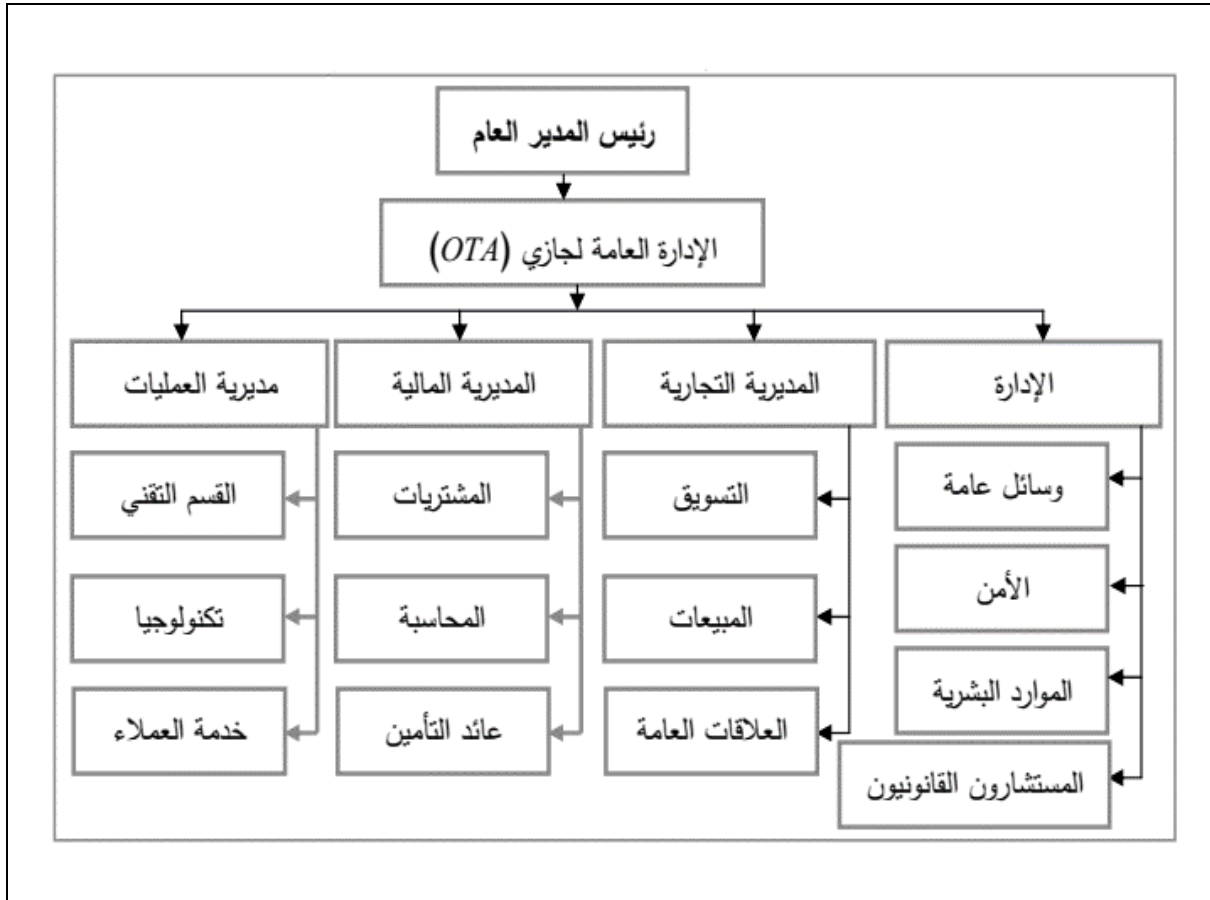 رئيس المدير العام
الإدارة العامة لجازي (OTA)
الإدارة
المديرية التجارية
المديرية المالية
مديرية العمليات
وسائل عامة
الأمن
الموارد البشرية
المستشارون القانونيون
التسويق
المبيعات
العلاقات العامة
المشتريات
المحاسبة
عائد التأمين
القسم التقني
تكنولوجيا
خدمة العملاء